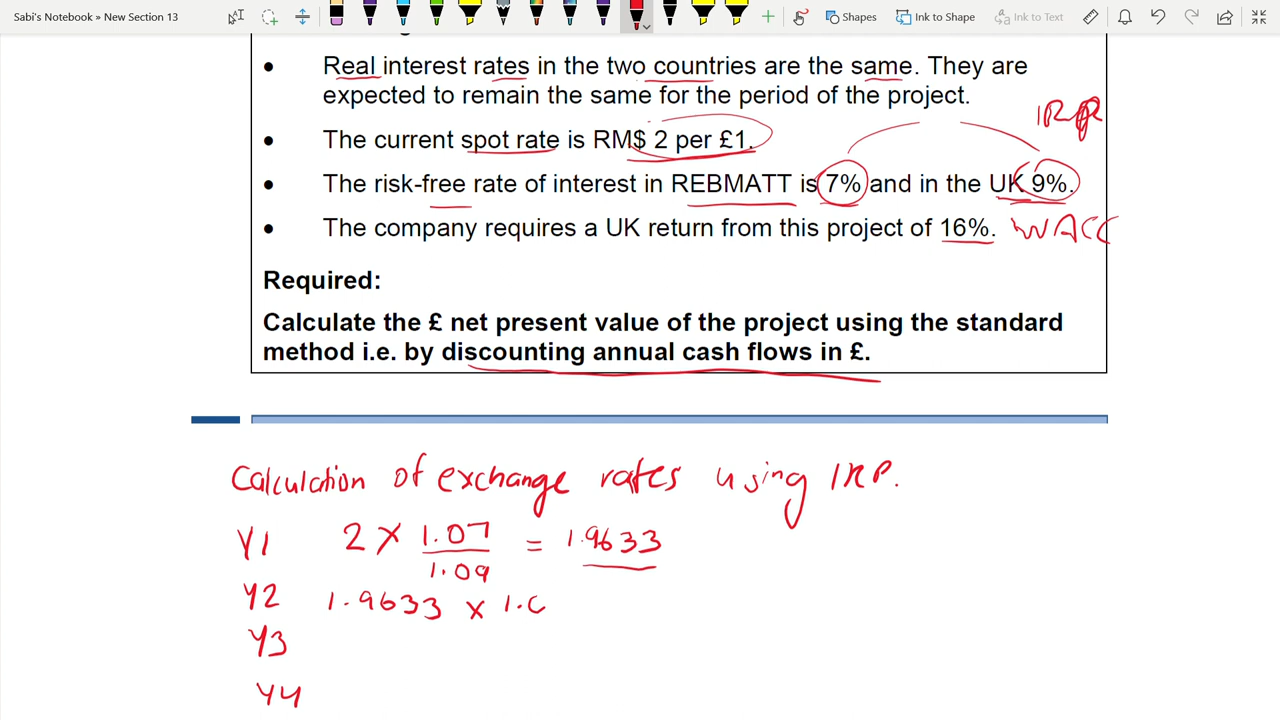 Sabi's Notebook » New Section 13
Shapes Ink to Shape Ink to Text
• Real interest rates in the two countries are the same. They are
expected to remain the same for the period of the project.
IRP
• The current spot rate is RM$ 2 per £1.
• The risk-free rate of interest in REBMATT is 7% and in the UK 9%.
• The company requires a UK return from this project of 16%. WACC
Required:
Calculate the £ net present value of the project using the standard
method i.e. by discounting annual cash flows in £.
Calculation of exchange rates using IRP.
Y1 2 × 1.07 = 1.9633
1.09
Y2 1.9633 × 1.0
Y3
Y4